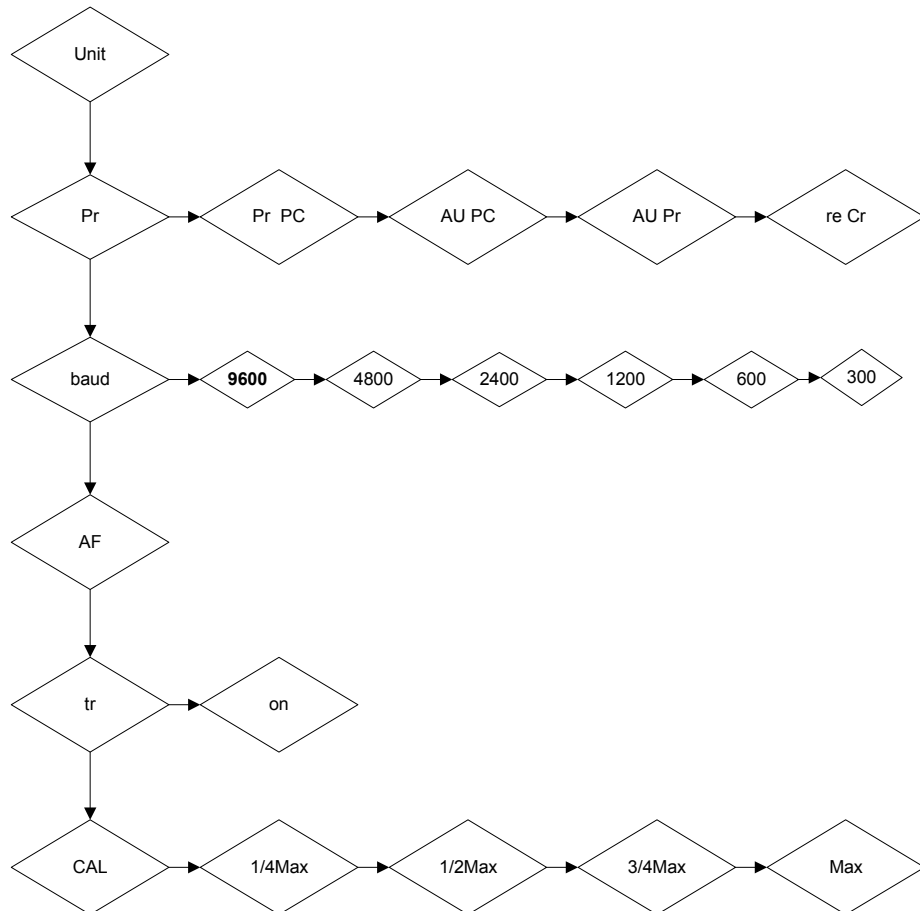 Unit
Pr
Pr PC
AU PC
AU Pr
re Cr
baud
9600
4800
2400
1200
600
300
AF
tr
on
CAL
1/4Max
1/2Max
3/4Max
Max